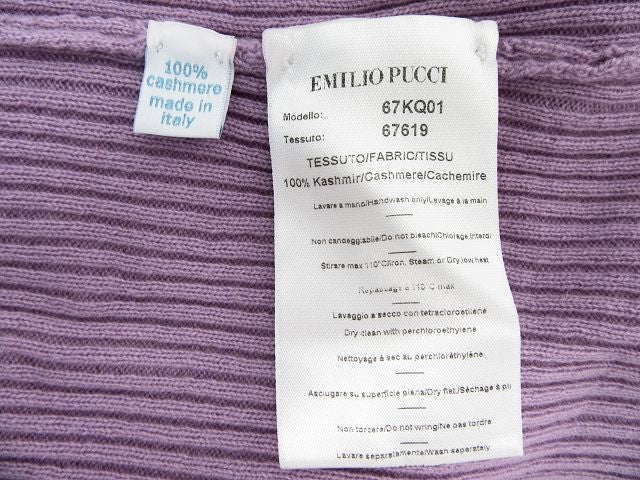 100%
cashmere
made in
italy
EMILIO PUCCI
Modello: 67KQ01
Tessuto: 67619
TESSUTO/FABRIC/TISSU
100% Kashmir/Cashmere/Cachemire
Lavare a mano/Handwash only/Lavage à la main
Non candeggiabile/Do not bleach/Chlorage interdi
Stirare max 110°C/Iron, Steam or Dry low heat
Repassage à 110°C max
Lavaggio a secco con tetracloroetilene
Dry clean with perchloroethylene
Nettoyage à sec au perchloréthylène
Asciugare su superficie piana/Dry flat/Séchage à pl
Non torcere/Do not wring/Ne pas tordre
Lavare separatamente/Wash separately